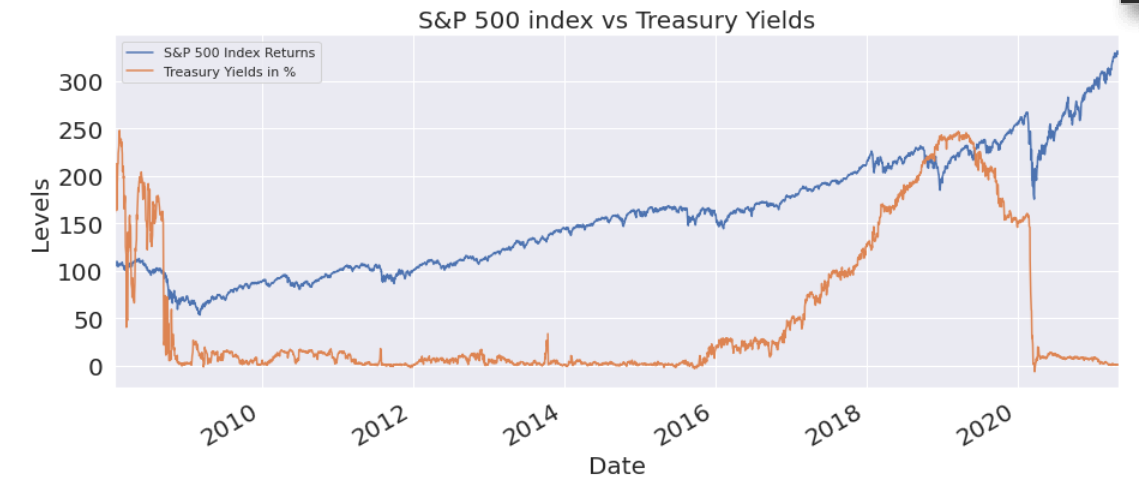 S&P 500 index vs Treasury Yields
S&P 500 Index Returns
Treasury Yields in %
300
250
200
150
100
50
0
Levels
2010
2012
2014
2016
2018
2020
Date